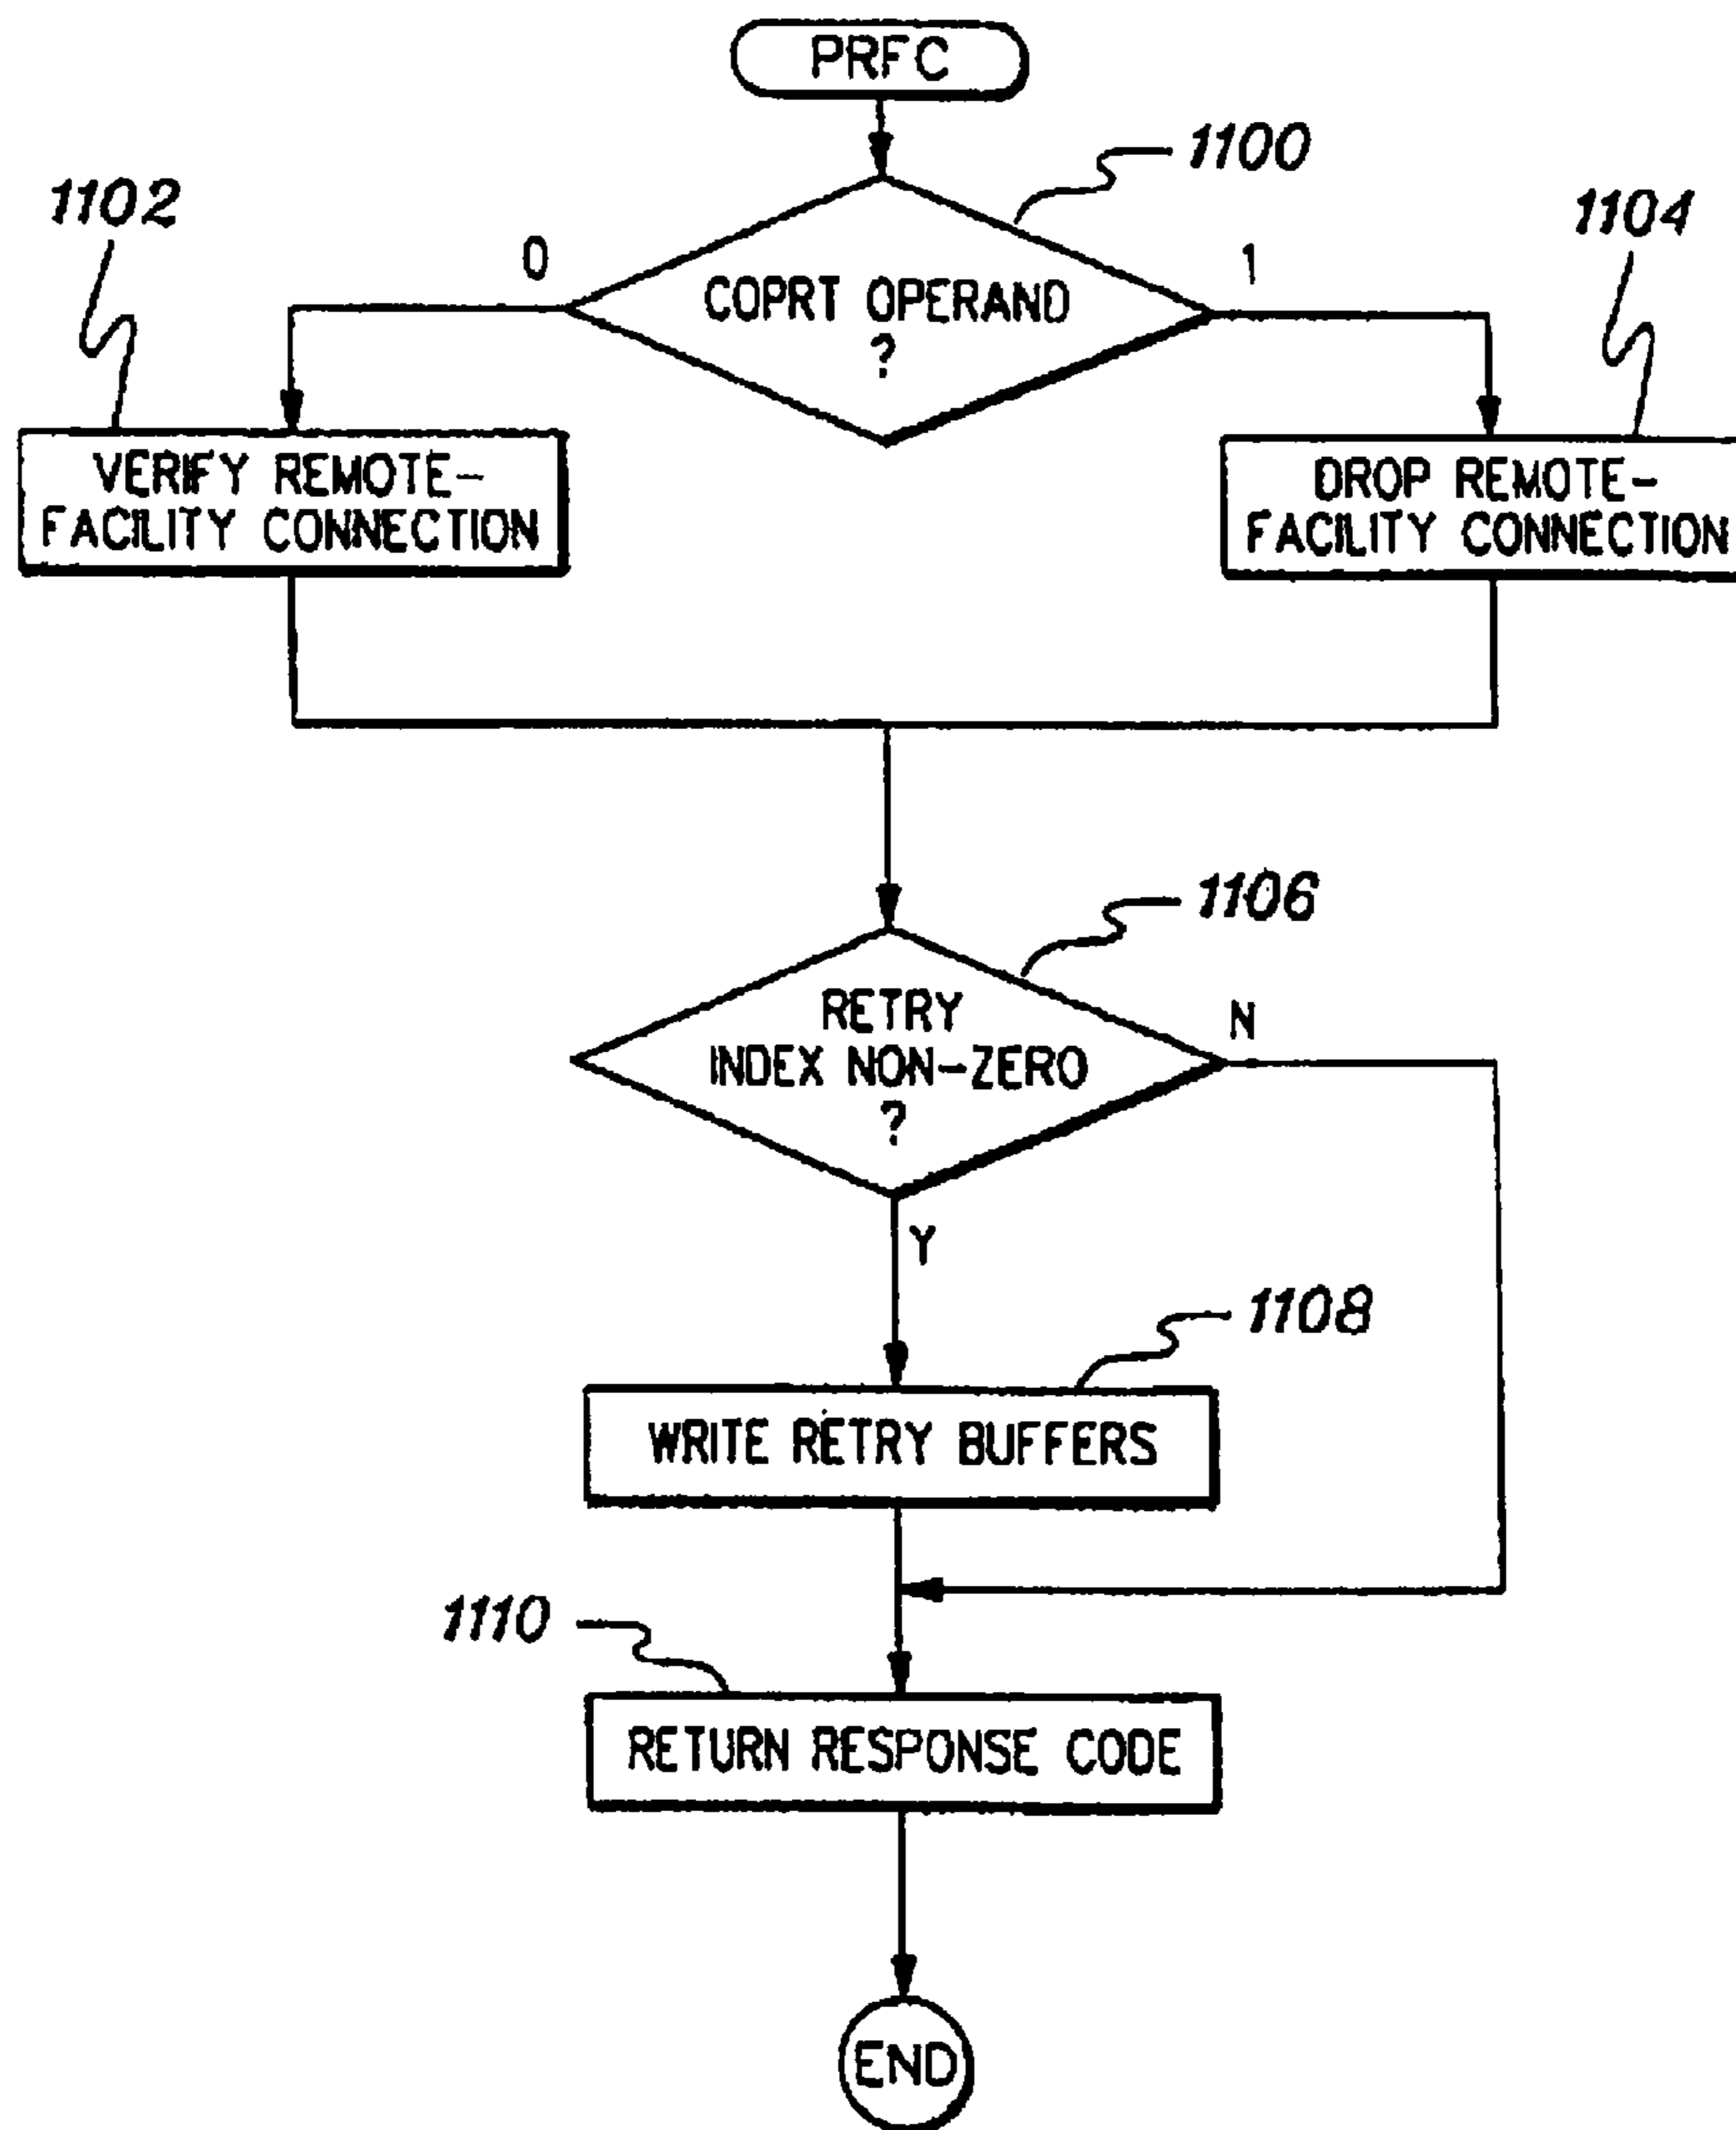 PRFC
1100
1102
1104
0
1
COPRT OPERAND
?
VERIFY REMOTE-
FACILITY CONNECTION
DROP REMOTE-
FACILITY CONNECTION
1106
RETRY
INDEX NON-ZERO
?
N
Y
1108
WRITE RETRY BUFFERS
1110
RETURN RESPONSE CODE
END